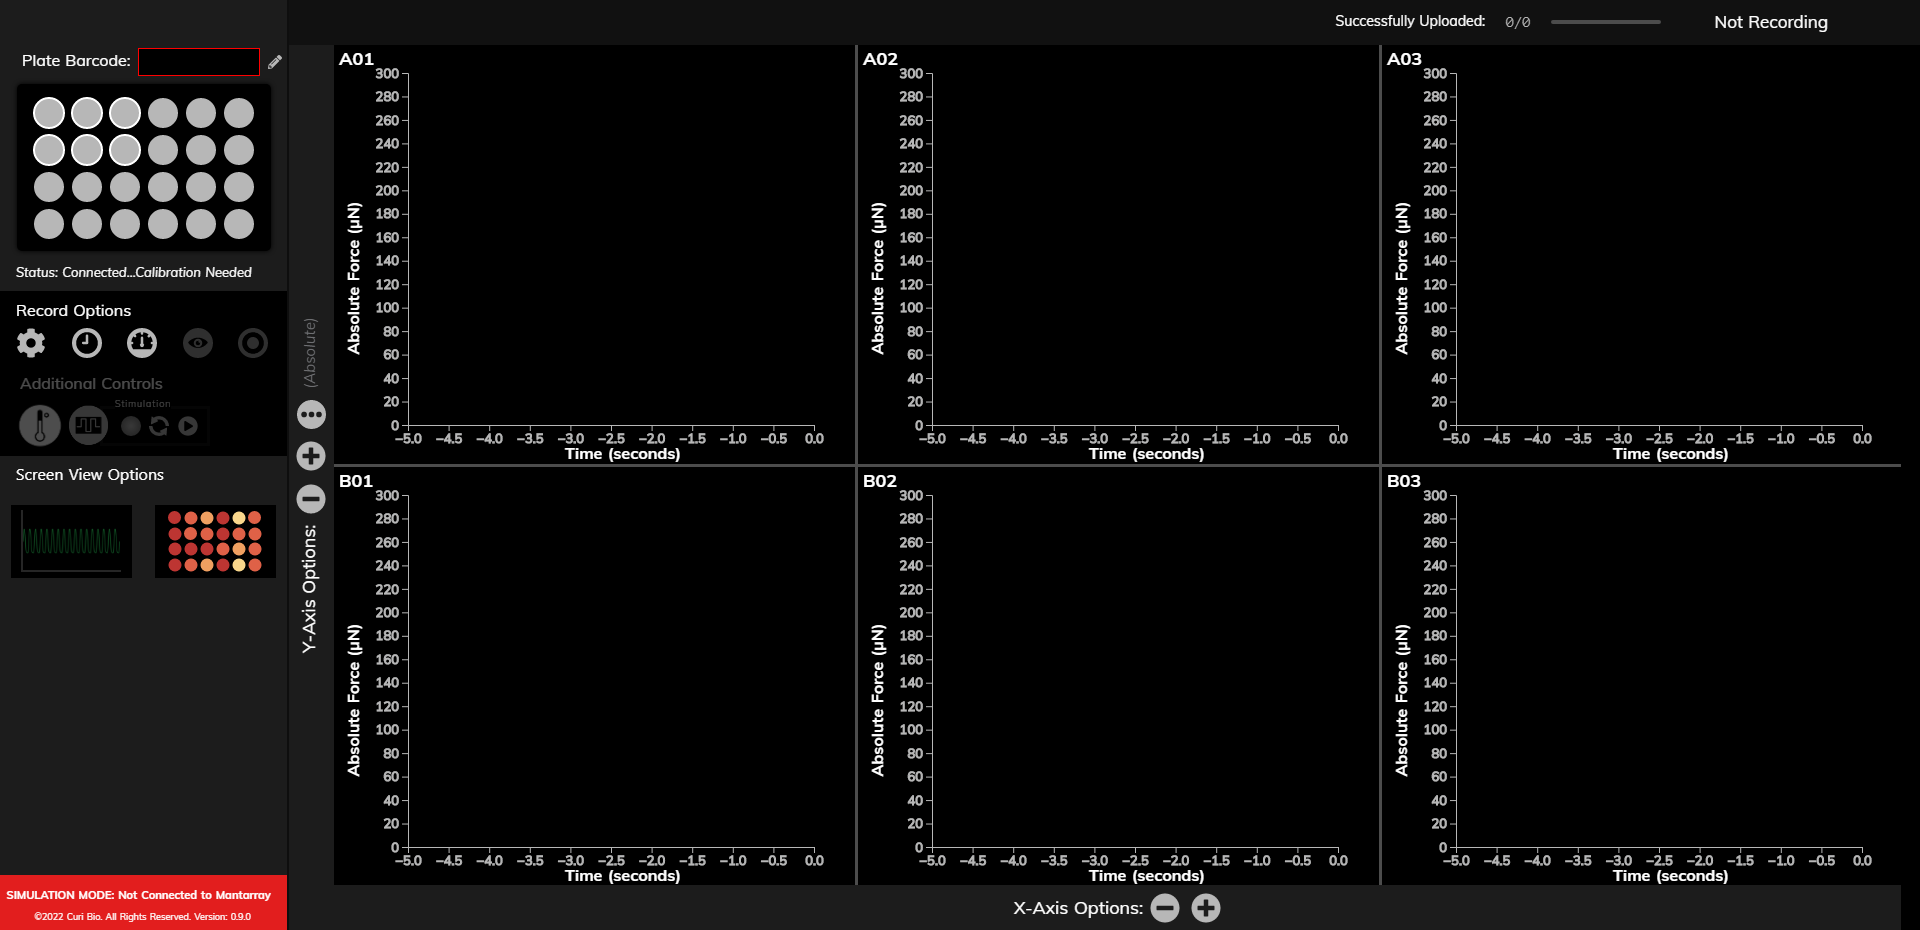 Successfully Uploaded: 0/0 Not Recording
Plate Barcode:
Status: Connected...Calibration Needed
Record Options
Additional Controls
Stimulation
Screen View Options
SIMULATION MODE: Not Connected to Mantarray
©2022 Curi Bio. All Rights Reserved. Version: 0.9.0
(Absolute)
Y-Axis Options:
A01
Absolute Force (µN)
300
280
260
240
220
200
180
160
140
120
100
80
60
40
20
0
−5.0 −4.5 −4.0 −3.5 −3.0 −2.5 −2.0 −1.5 −1.0 −0.5 0.0
Time (seconds)
A02
Absolute Force (µN)
300
280
260
240
220
200
180
160
140
120
100
80
60
40
20
0
−5.0 −4.5 −4.0 −3.5 −3.0 −2.5 −2.0 −1.5 −1.0 −0.5 0.0
Time (seconds)
A03
Absolute Force (µN)
300
280
260
240
220
200
180
160
140
120
100
80
60
40
20
0
−5.0 −4.5 −4.0 −3.5 −3.0 −2.5 −2.0 −1.5 −1.0 −0.5 0.0
Time (seconds)
B01
Absolute Force (µN)
300
280
260
240
220
200
180
160
140
120
100
80
60
40
20
0
−5.0 −4.5 −4.0 −3.5 −3.0 −2.5 −2.0 −1.5 −1.0 −0.5 0.0
Time (seconds)
B02
Absolute Force (µN)
300
280
260
240
220
200
180
160
140
120
100
80
60
40
20
0
−5.0 −4.5 −4.0 −3.5 −3.0 −2.5 −2.0 −1.5 −1.0 −0.5 0.0
Time (seconds)
B03
Absolute Force (µN)
300
280
260
240
220
200
180
160
140
120
100
80
60
40
20
0
−5.0 −4.5 −4.0 −3.5 −3.0 −2.5 −2.0 −1.5 −1.0 −0.5 0.0
Time (seconds)
X-Axis Options: